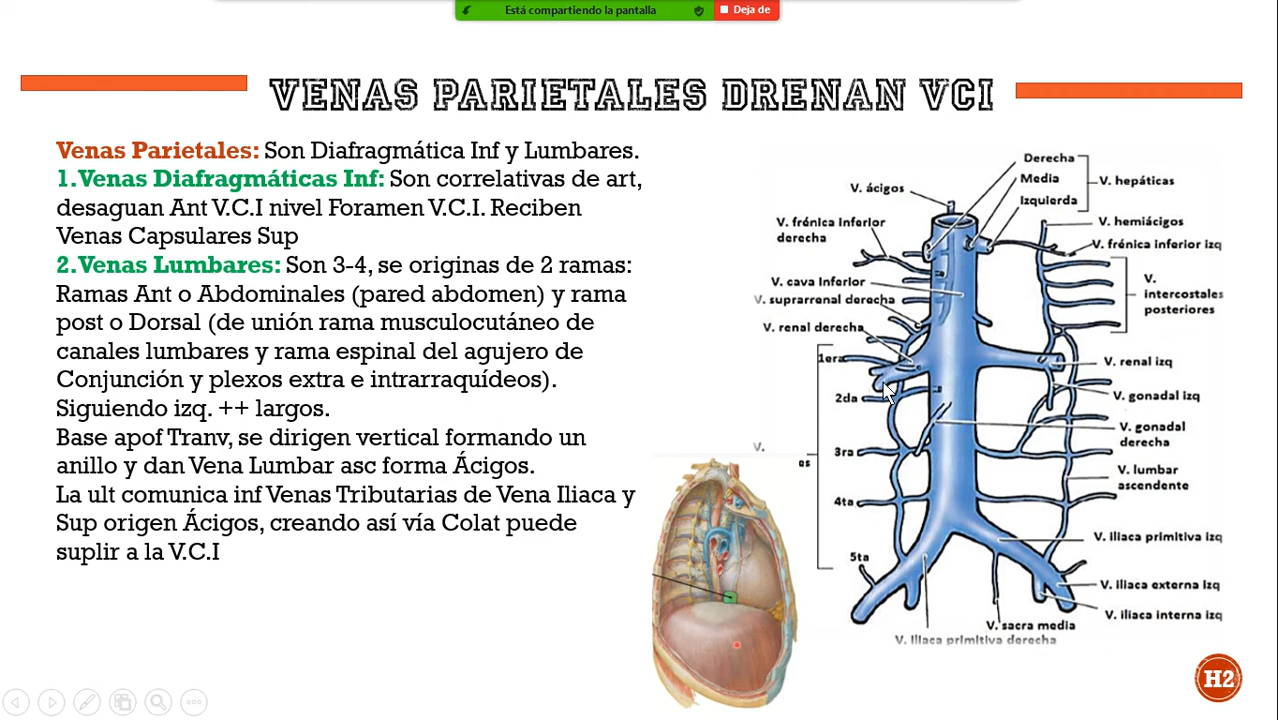 Está compartiendo la pantalla
Deja de
VENAS PARIETALES DRENAN VCI
Venas Parietales: Son Diafragmática Inf y Lumbares.
1.Venas Diafragmáticas Inf: Son correlativas de art,
desaguan Ant V.C.I nivel Foramen V.C.I. Reciben
Venas Capsulares Sup
2.Venas Lumbares: Son 3-4, se originas de 2 ramas:
Ramas Ant o Abdominales (pared abdomen) y rama
post o Dorsal (de unión rama musculocutáneo de
canales lumbares y rama espinal del agujero de
Conjunción y plexos extra e intrarraquídeos).
Siguiendo izq. ++ largos.
Base apof Tranv, se dirigen vertical formando un
anillo y dan Vena Lumbar asc forma Ácigos.
La ult comunica inf Venas Tributarias de Vena Iliaca y
Sup origen Ácigos, creando así vía Colat puede
suplir a la V.C.I
V. ácigos
V. frénica Inferior
derecha
V. cava Inferior
V. suprarrenal derecha
V. renal derecha
1era
2da
3ra
4ta
5ta
V.
os
Derecha
Media
Izquierda
V. hepáticas
V. hemiácigos
V. frénica inferior izq
V.
intercostales
posteriores
V. renal izq
V. gonadal izq
V. gonadal
derecha
V. lumbar
ascendente
V. iliaca primitiva izq
V. iliaca externa izq
V. iliaca interna izq
V. sacra media
V. iliaca primitiva derecha
H2